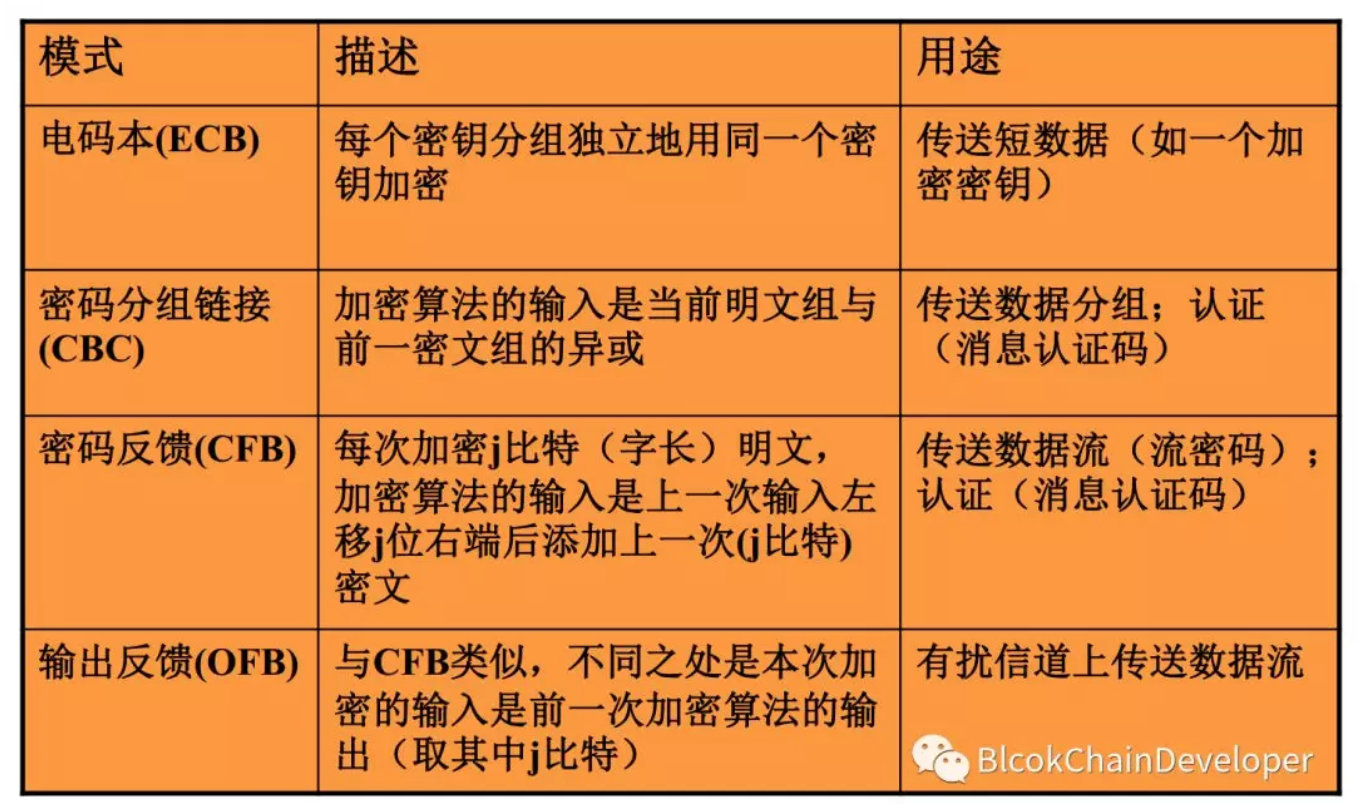 模式
描述
用途
电码本(ECB)
每个密钥分组独立地用同一个密
钥加密
传送短数据（如一个加
密密钥）
密码分组链接
(CBC)
加密算法的输入是当前明文组与
前一密文组的异或
传送数据分组；认证
（消息认证码）
密码反馈(CFB)
每次加密j比特（字长）明文，
加密算法的输入是上一次输入左
移j位右端后添加上一次(j比特)
密文
传送数据流（流密码）；
认证（消息认证码）
输出反馈(OFB)
与CFB类似，不同之处是本次加
密的输入是前一次加密算法的输
出（取其中j比特）
有扰信道上传送数据流
BlcokChainDeveloper